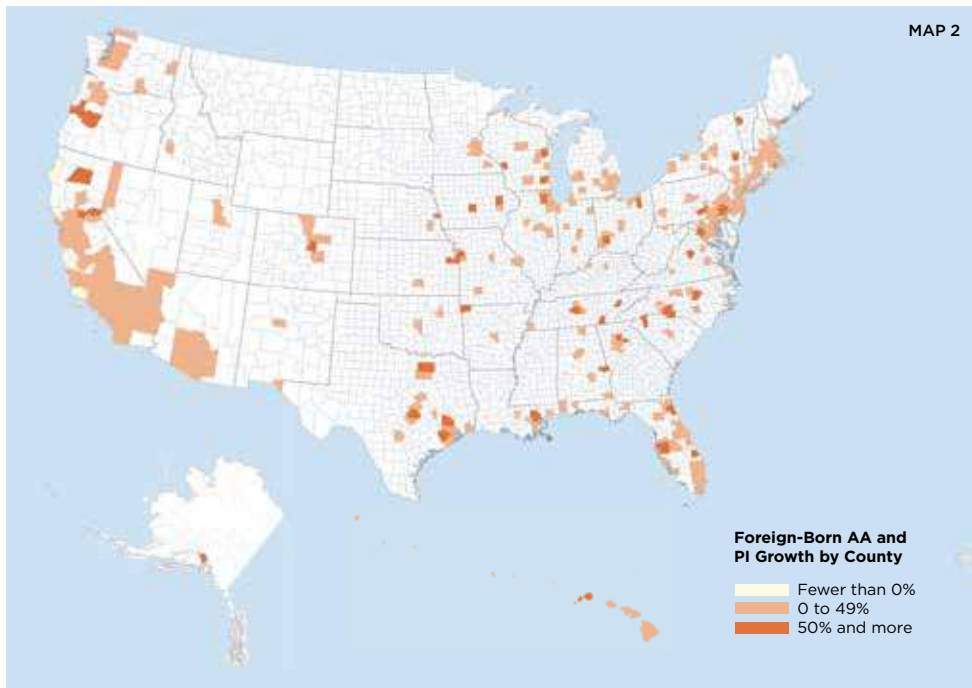 MAP 2
Foreign-Born AA and
PI Growth by County
Fewer than 0%
0 to 49%
50% and more